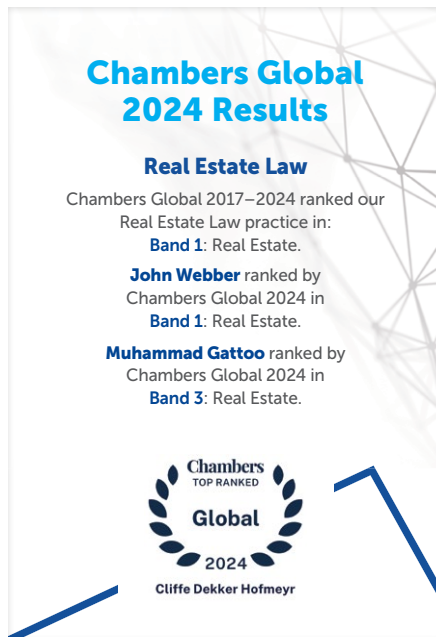 Chambers Global
2024 Results
Real Estate Law
Chambers Global 2017–2024 ranked our
Real Estate Law practice in:
Band 1: Real Estate.
John Webber ranked by
Chambers Global 2024 in
Band 1: Real Estate.
Muhammad Gattoo ranked by
Chambers Global 2024 in
Band 3: Real Estate.
Chambers
TOP RANKED
Global
2024
Cliffe Dekker Hofmeyr